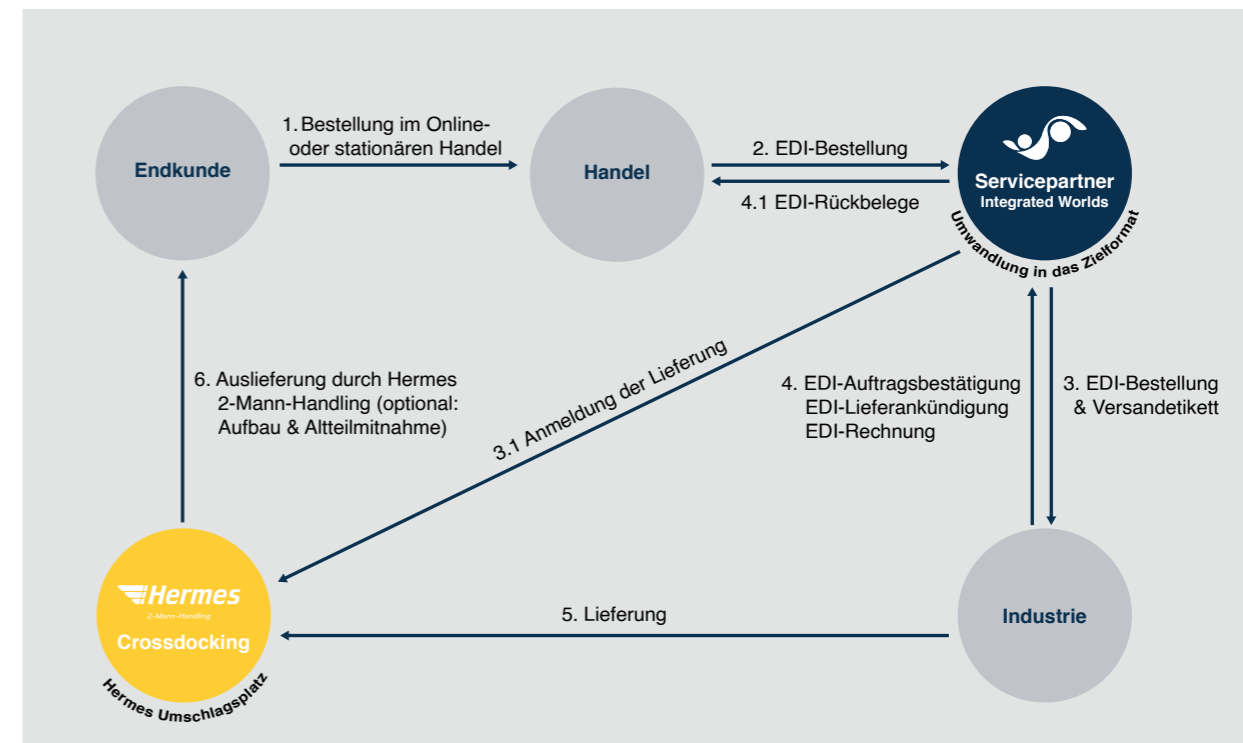 1. Bestellung im Online-
oder stationären Handel
Endkunde
Handel
2. EDI-Bestellung
4.1 EDI-Rückbelege
Servicepartner
Integrated Worlds
Umwandlung in das Zielformat
6. Auslieferung durch Hermes
2-Mann-Handling (optional:
Aufbau & Altteilmitnahme)
3.1 Anmeldung der Lieferung
4. EDI-Auftragsbestätigung
EDI-Lieferankündigung
EDI-Rechnung
3. EDI-Bestellung
& Versandetikett
Hermes
2-Mann-Handling
Crossdocking
Hermes Umschlagsplatz
5. Lieferung
Industrie